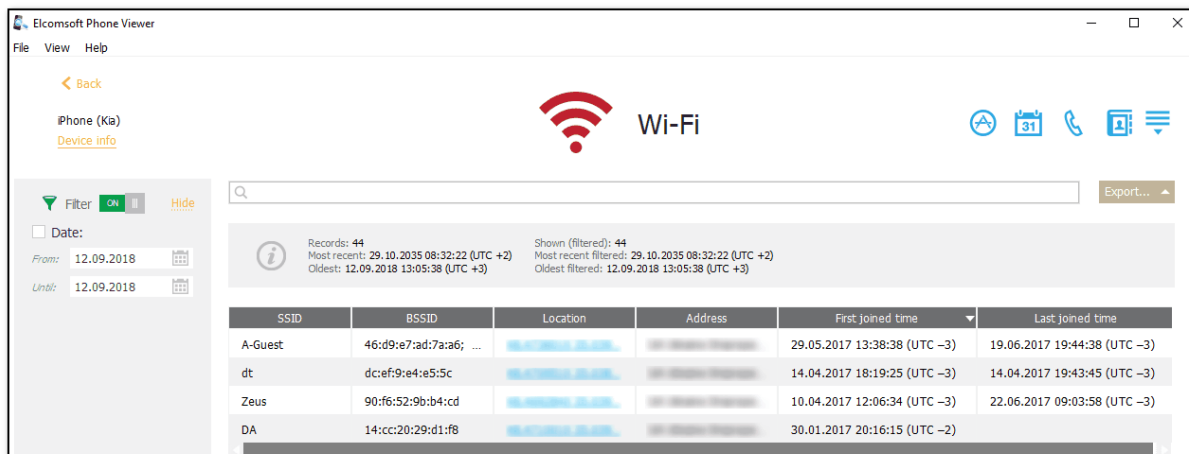 Elcomsoft Phone Viewer
File View Help
Back
iPhone (Kia)
Device info
Wi-Fi
31
Filter ON Hide
Export...
Date:
From: 12.09.2018
Until: 12.09.2018
Records: 44 Shown (filtered): 44
Most recent: 29.10.2035 08:32:22 (UTC +2) Most recent filtered: 29.10.2035 08:32:22 (UTC +2)
Oldest: 12.09.2018 13:05:38 (UTC +3) Oldest filtered: 12.09.2018 13:05:38 (UTC +3)
SSID BSSID Location Address First joined time Last joined time
A-Guest 46:d9:e7:ad:7a:a6; ... 29.05.2017 13:38:38 (UTC −3) 19.06.2017 19:44:38 (UTC −3)
dt dc:ef:9:e4:e5:5c 14.04.2017 18:19:25 (UTC −3) 14.04.2017 19:43:45 (UTC −3)
Zeus 90:f6:52:9b:b4:cd 10.04.2017 12:06:34 (UTC −3) 22.06.2017 09:03:58 (UTC −3)
DA 14:cc:20:29:d1:f8 30.01.2017 20:16:15 (UTC −2)